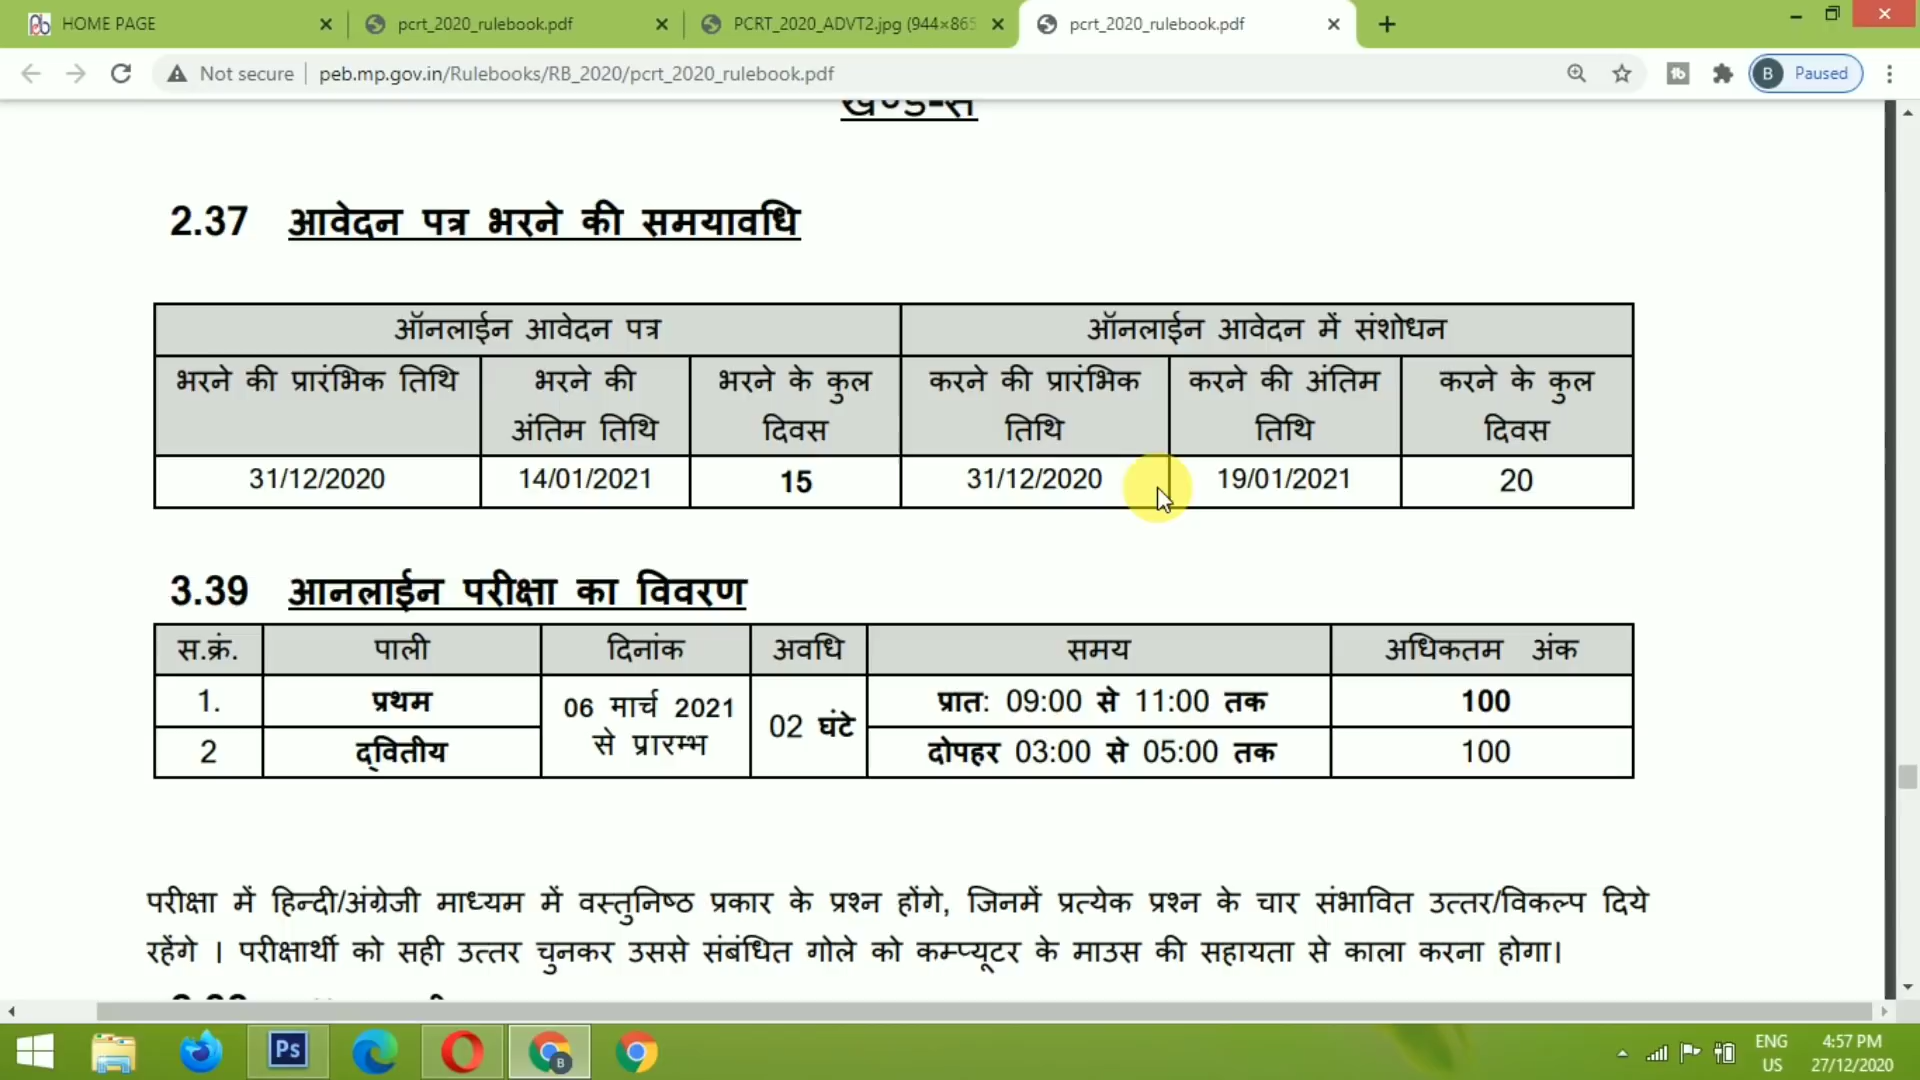 HOME PAGE
pcrt_2020_rulebook.pdf
PCRT_2020_ADVT2.jpg (944×865
pcrt_2020_rulebook.pdf
Not secure
peb.mp.gov.in/Rulebooks/RB_2020/pcrt_2020_rulebook.pdf
B Paused
खण्ड-स
2.37 आवेदन पत्र भरने की समयावधि
ऑनलाईन आवेदन पत्र ऑनलाईन आवेदन में संशोधन
भरने की प्रारंभिक तिथि भरने की अंतिम तिथि भरने के कुल दिवस करने की प्रारंभिक तिथि करने की अंतिम तिथि करने के कुल दिवस
31/12/2020 14/01/2021 15 31/12/2020 19/01/2021 20
3.39 आनलाईन परीक्षा का विवरण
स.क्रं. पाली दिनांक अवधि समय अधिकतम अंक
1. प्रथम 06 मार्च 2021 से प्रारम्भ 02 घंटे प्रातः 09:00 से 11:00 तक 100
2 द्वितीय दोपहर 03:00 से 05:00 तक 100
परीक्षा में हिन्दी/अंग्रेजी माध्यम में वस्तुनिष्ठ प्रकार के प्रश्न होंगे, जिनमें प्रत्येक प्रश्न के चार संभावित उत्तर/विकल्प दिये
रहेंगे । परीक्षार्थी को सही उत्तर चुनकर उससे संबंधित गोले को कम्प्यूटर के माउस की सहायता से काला करना होगा।
Ps
B
ENG
US
4:57 PM
27/12/2020